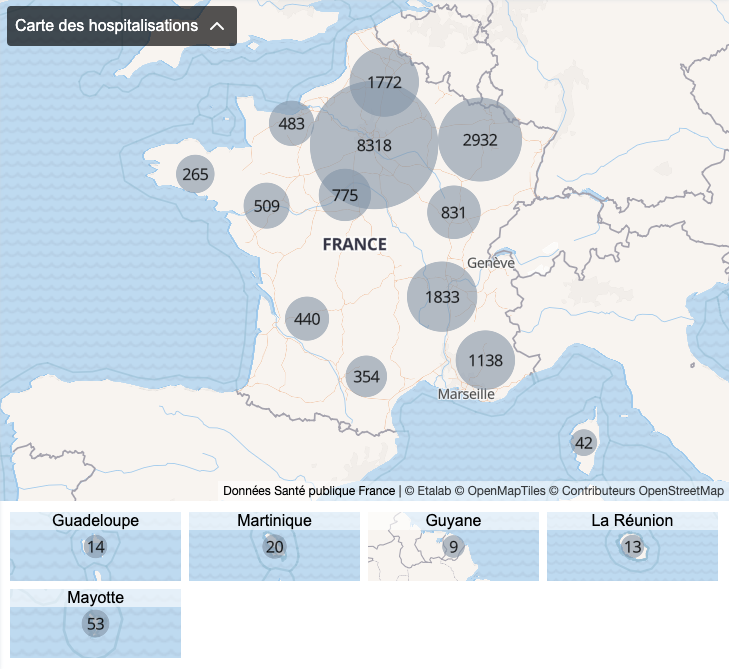 Carte des hospitalisations
1772
483
8318
2932
265
775
509
831
FRANCE
Genève
1833
440
1138
354
Marseille
42
Données Santé publique France | © Etalab © OpenMapTiles © Contributeurs OpenStreetMap
Guadeloupe
14
Martinique
20
Guyane
9
La Réunion
13
Mayotte
53